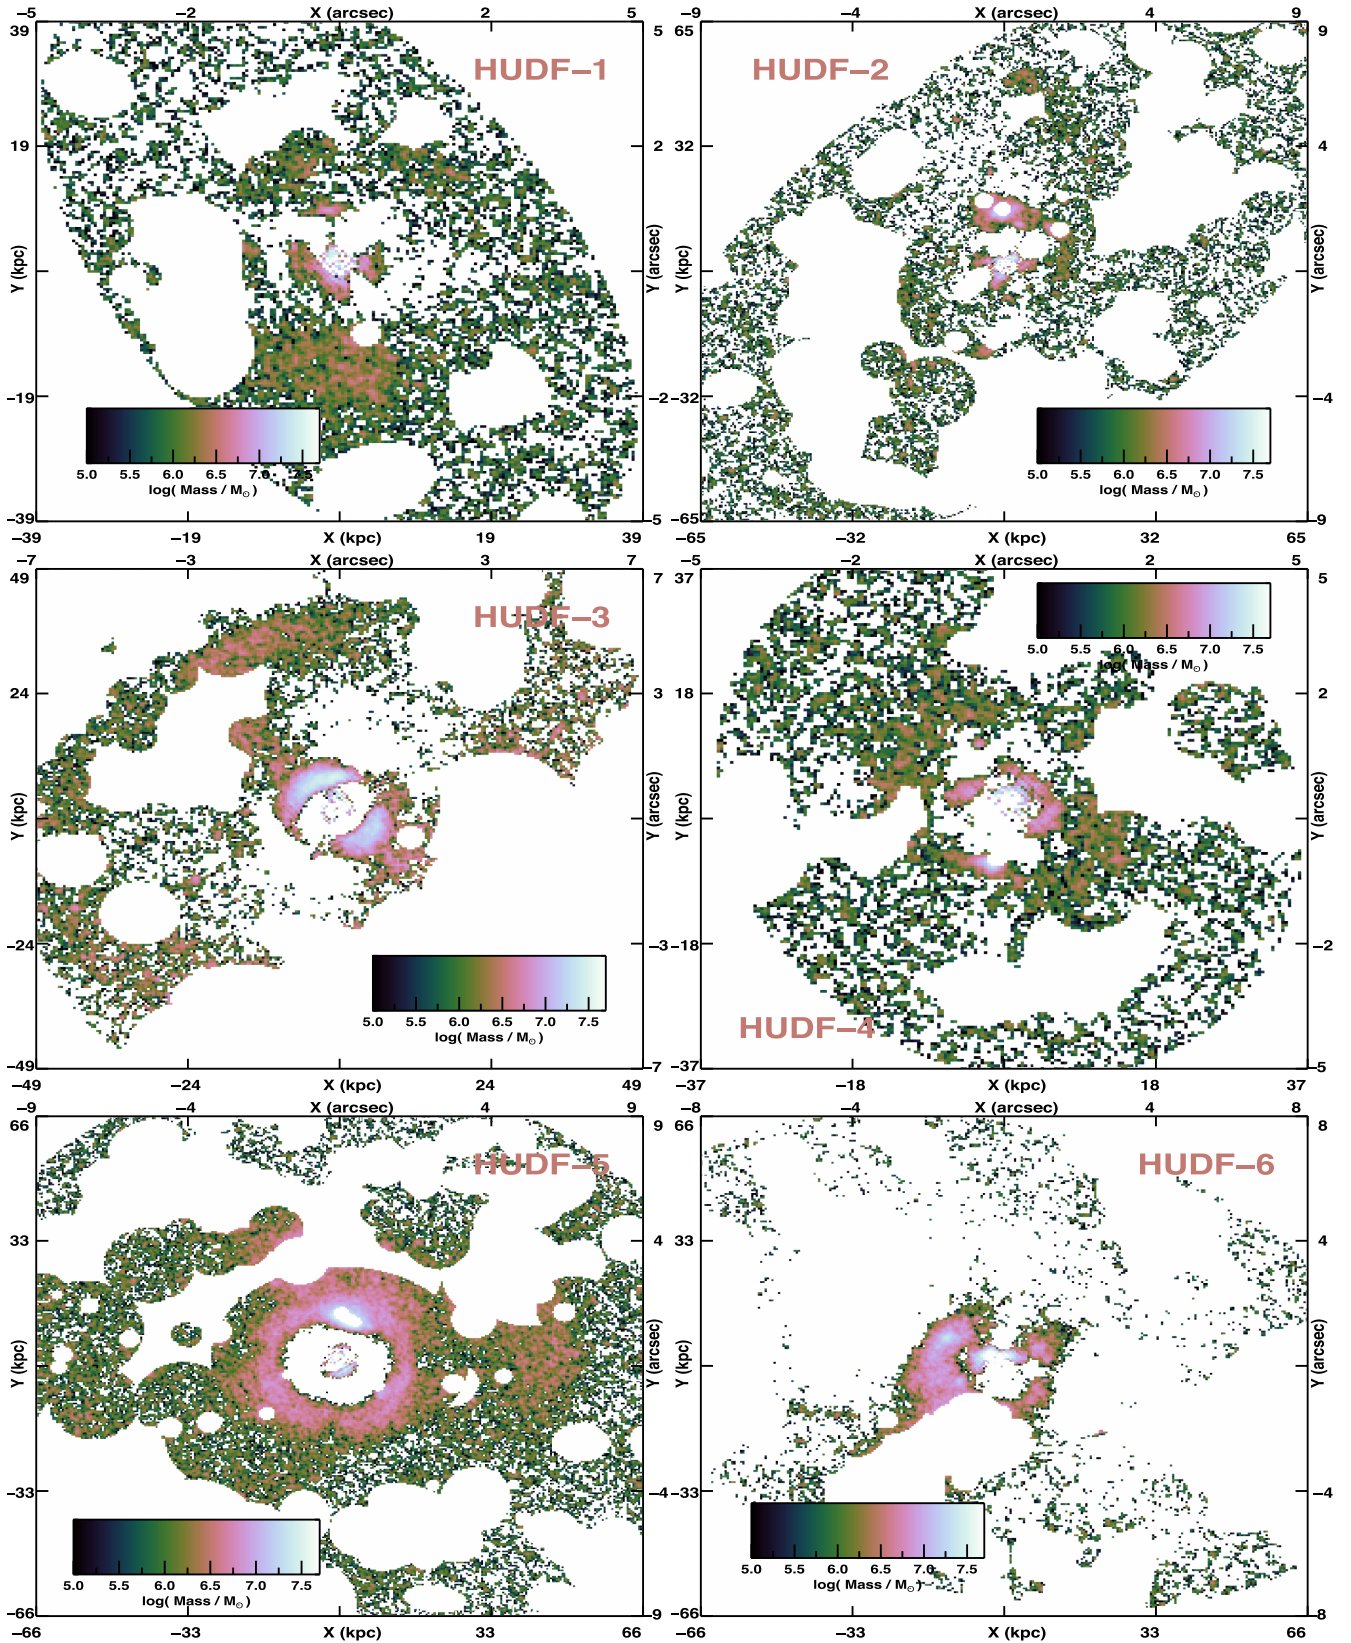 −5 −2 X (arcsec) 2 5
39 5
HUDF−1
19 2
Y (kpc) Y (arcsec)
−19 −2
5.0 5.5 6.0 6.5 7.0 7.5
log( Mass / M⊙ )
−39 −5
−39 −19 X (kpc) 19 39
−9 −4 X (arcsec) 4 9
65 9
HUDF−2
32 4
Y (kpc) Y (arcsec)
−32 −4
5.0 5.5 6.0 6.5 7.0 7.5
log( Mass / M⊙ )
−65 −9
−65 −32 X (kpc) 32 65
−7 −3 X (arcsec) 3 7
49 7
HUDF−3
24 3
Y (kpc) Y (arcsec)
−24 −3
5.0 5.5 6.0 6.5 7.0 7.5
log( Mass / M⊙ )
−49 −7
−49 −24 X (kpc) 24 49
−5 −2 X (arcsec) 2 5
37 5
5.0 5.5 6.0 6.5 7.0 7.5
log( Mass / M⊙ )
18 2
Y (kpc) Y (arcsec)
−18 −2
HUDF−4
−37 −5
−37 −18 X (kpc) 18 37
−9 −4 X (arcsec) 4 9
66 9
HUDF−5
33 4
Y (kpc) Y (arcsec)
−33 −4
5.0 5.5 6.0 6.5 7.0 7.5
log( Mass / M⊙ )
−66 −9
−66 −33 X (kpc) 33 66
−8 −4 X (arcsec) 4 8
66 8
HUDF−6
33 4
Y (kpc) Y (arcsec)
−33 −4
5.0 5.5 6.0 6.5 7.0 7.5
log( Mass / M⊙ )
−66 −8
−66 −33 X (kpc) 33 66